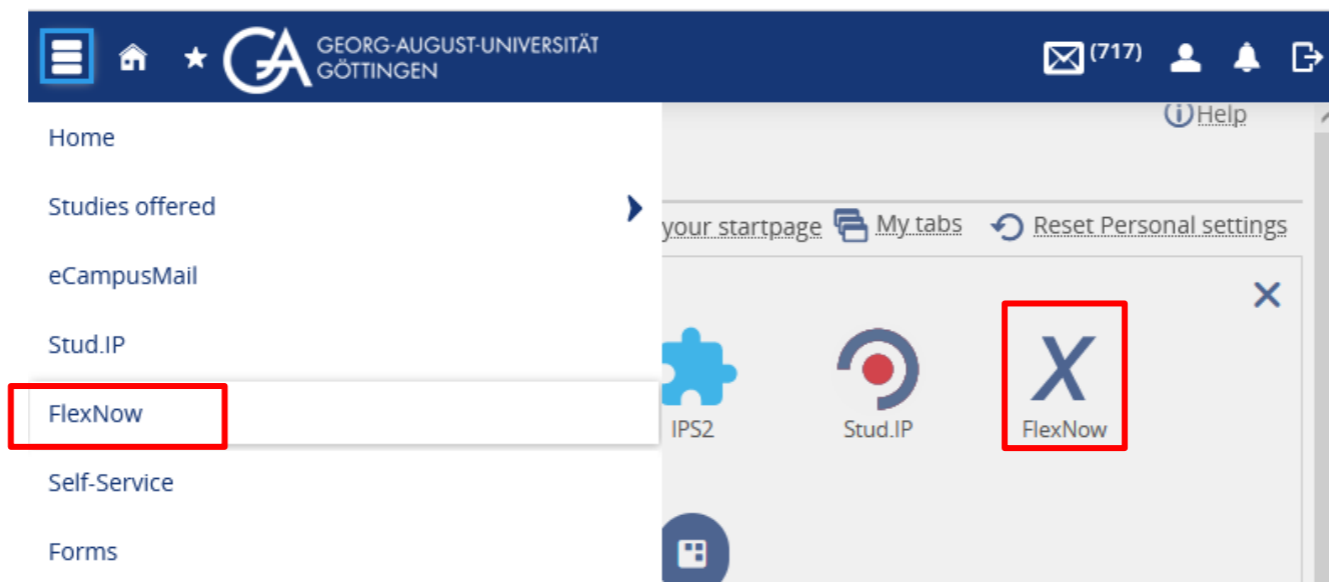 GEORG-AUGUST-UNIVERSITÄT
GÖTTINGEN
(717)
Home
Studies offered
eCampusMail
Stud.IP
FlexNow
Self-Service
Forms
Help
your startpage My tabs Reset Personal settings
IPS2 Stud.IP FlexNow